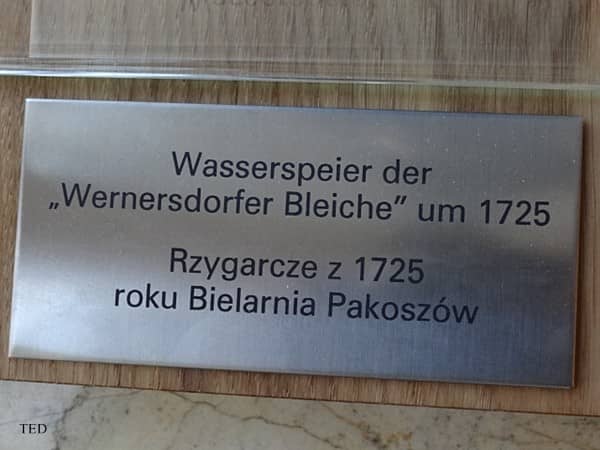 Wasserspeier der
„Wernersdorfer Bleiche” um 1725
Rzygarcze z 1725
roku Bielarnia Pakoszów
TED